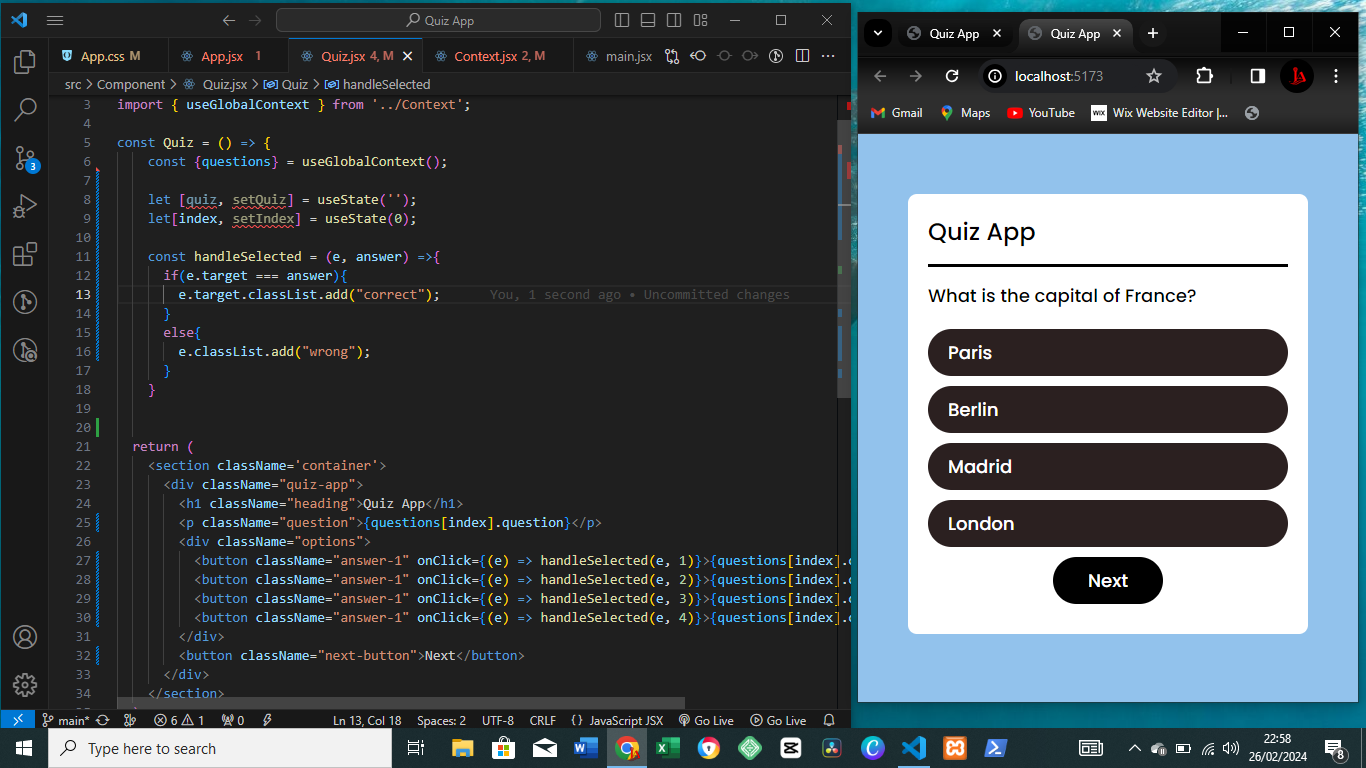 Quiz App
App.css M
App.jsx 1
Quiz.jsx 4, M
Context.jsx 2, M
main.jsx
src > Component > Quiz.jsx > Quiz > handleSelected
3 import { useGlobalContext } from '../Context';
4
5 const Quiz = () => {
6 const {questions} = useGlobalContext();
7
8 let [quiz, setQuiz] = useState('');
9 let[index, setIndex] = useState(0);
10
11 const handleSelected = (e, answer) =>{
12 if(e.target === answer){
13 e.target.classList.add("correct"); You, 1 second ago • Uncommitted changes
14 }
15 else{
16 e.classList.add("wrong");
17 }
18 }
19
20
21 return (
22 <section className='container'>
23 <div className="quiz-app">
24 <h1 className="heading">Quiz App</h1>
25 <p className="question">{questions[index].question}</p>
26 <div className="options">
27 <button className="answer-1" onClick={(e) => handleSelected(e, 1)}>{questions[index].
28 <button className="answer-1" onClick={(e) => handleSelected(e, 2)}>{questions[index].
29 <button className="answer-1" onClick={(e) => handleSelected(e, 3)}>{questions[index].
30 <button className="answer-1" onClick={(e) => handleSelected(e, 4)}>{questions[index].
31 </div>
32 <button className="next-button">Next</button>
33 </div>
34 </section>
3
main* 6 1 0 Ln 13, Col 18 Spaces: 2 UTF-8 CRLF {} JavaScript JSX Go Live Go Live
Quiz App
Quiz App
localhost:5173
Gmail Maps YouTube WIX Wix Website Editor |...
Quiz App
What is the capital of France?
Paris
Berlin
Madrid
London
Next
Type here to search
22:58
26/02/2024
8